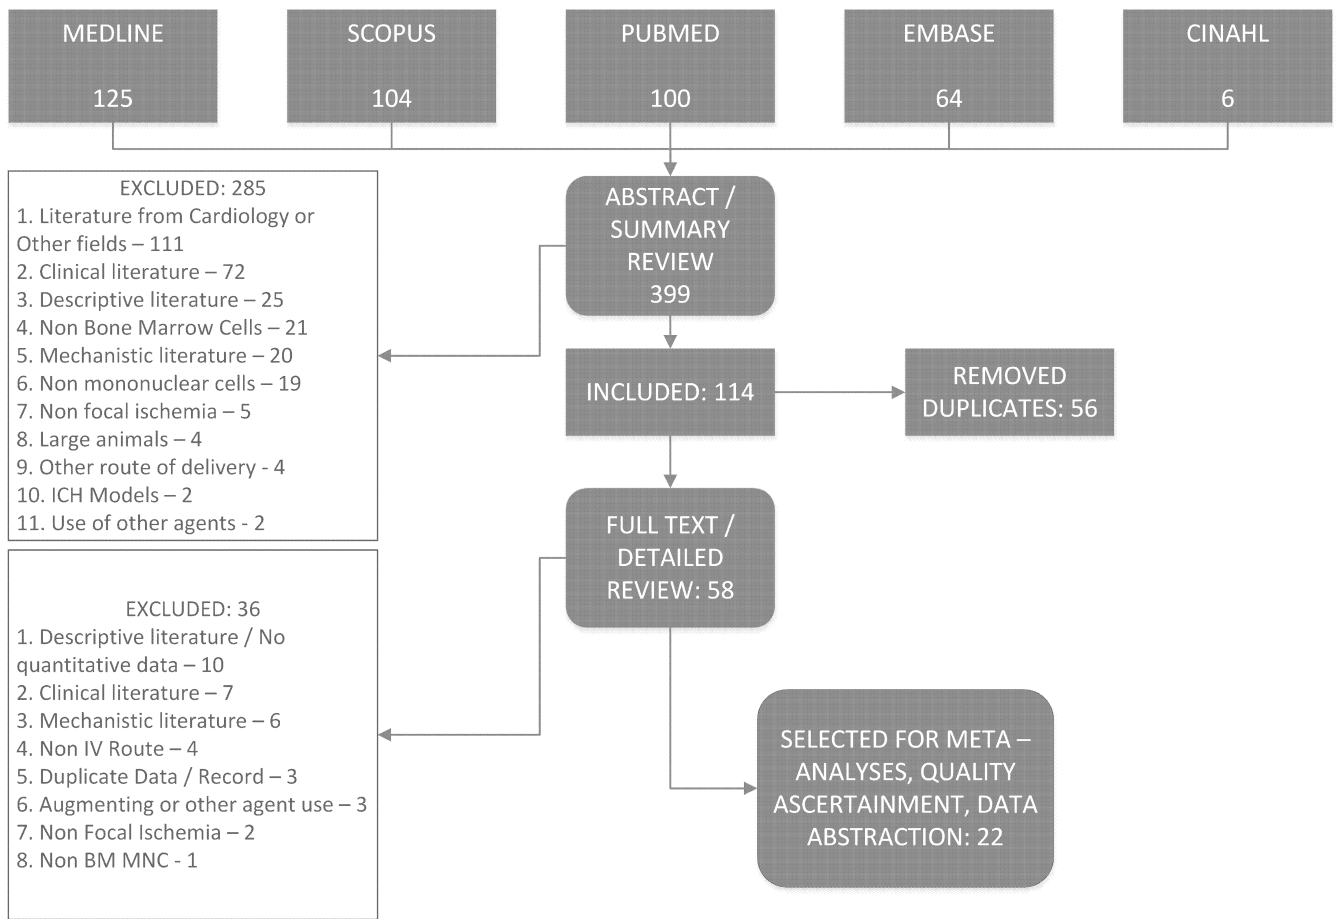 MEDLINE
125
SCOPUS
104
PUBMED
100
EMBASE
64
CINAHL
6
ABSTRACT /
SUMMARY
REVIEW
399
EXCLUDED: 285
1. Literature from Cardiology or
Other fields – 111
2. Clinical literature – 72
3. Descriptive literature – 25
4. Non Bone Marrow Cells – 21
5. Mechanistic literature – 20
6. Non mononuclear cells – 19
7. Non focal ischemia – 5
8. Large animals – 4
9. Other route of delivery - 4
10. ICH Models – 2
11. Use of other agents - 2
INCLUDED: 114
REMOVED
DUPLICATES: 56
FULL TEXT /
DETAILED
REVIEW: 58
EXCLUDED: 36
1. Descriptive literature / No
quantitative data – 10
2. Clinical literature – 7
3. Mechanistic literature – 6
4. Non IV Route – 4
5. Duplicate Data / Record – 3
6. Augmenting or other agent use – 3
7. Non Focal Ischemia – 2
8. Non BM MNC - 1
SELECTED FOR META –
ANALYSES, QUALITY
ASCERTAINMENT, DATA
ABSTRACTION: 22